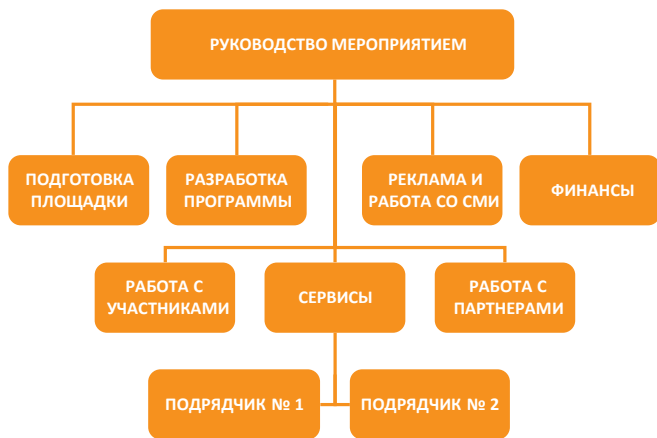 РУКОВОДСТВО МЕРОПРИЯТИЕМ
ПОДГОТОВКА
ПЛОЩАДКИ
РАЗРАБОТКА
ПРОГРАММЫ
РЕКЛАМА И
РАБОТА СО СМИ
ФИНАНСЫ
РАБОТА С
УЧАСТНИКАМИ
СЕРВИСЫ
РАБОТА С
ПАРТНЕРАМИ
ПОДРЯДЧИК № 1
ПОДРЯДЧИК № 2